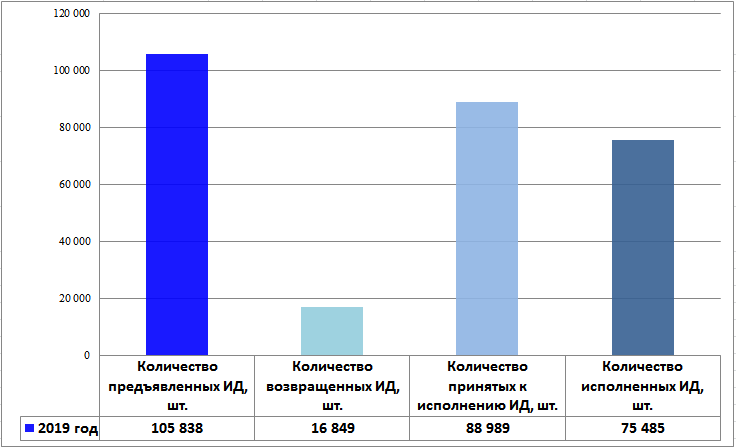 120 000
100 000
80 000
60 000
40 000
20 000
0
Количество предъявленных ИД, шт.
Количество возвращенных ИД, шт.
Количество принятых к исполнению ИД, шт.
Количество исполненных ИД, шт.
2019 год 105 838 16 849 88 989 75 485